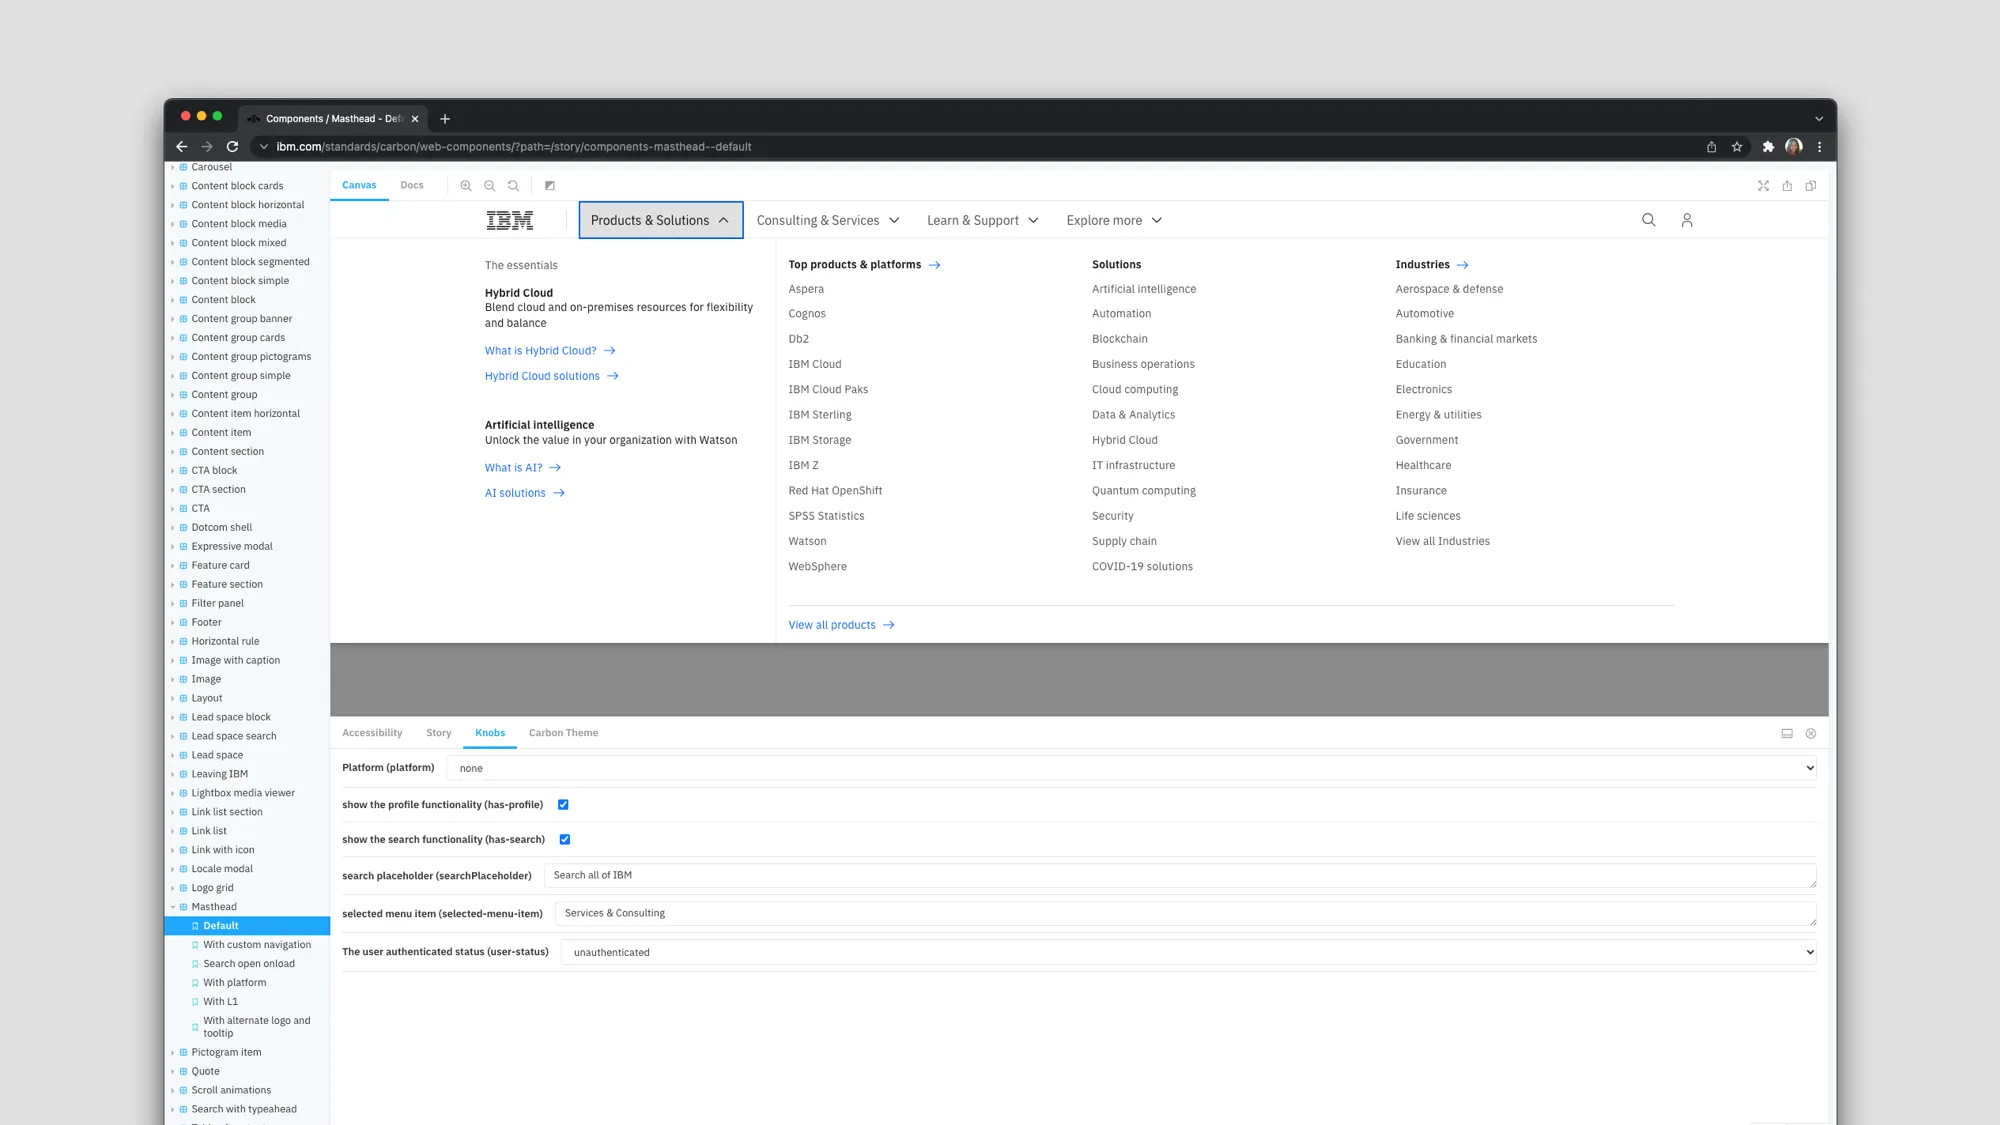 Components / Masthead - Def
ibm.com/standards/carbon/web-components/?path=/story/components-masthead--default
Carousel
Content block cards
Content block horizontal
Content block media
Content block mixed
Content block segmented
Content block simple
Content block
Content group banner
Content group cards
Content group pictograms
Content group simple
Content group
Content item horizontal
Content item
Content section
CTA block
CTA section
CTA
Dotcom shell
Expressive modal
Feature card
Feature section
Filter panel
Footer
Horizontal rule
Image with caption
Image
Layout
Lead space block
Lead space search
Lead space
Leaving IBM
Lightbox media viewer
Link list section
Link list
Link with icon
Locale modal
Logo grid
Masthead
Default
With custom navigation
Search open onload
With platform
With L1
With alternate logo and
tooltip
Pictogram item
Quote
Scroll animations
Search with typeahead
Canvas
Docs
IBM
Products & Solutions
Consulting & Services
Learn & Support
Explore more
The essentials
Hybrid Cloud
Blend cloud and on-premises resources for flexibility
and balance
What is Hybrid Cloud?
Hybrid Cloud solutions
Artificial intelligence
Unlock the value in your organization with Watson
What is AI?
AI solutions
Top products & platforms
Aspera
Cognos
Db2
IBM Cloud
IBM Cloud Paks
IBM Sterling
IBM Storage
IBM Z
Red Hat OpenShift
SPSS Statistics
Watson
WebSphere
Solutions
Artificial intelligence
Automation
Blockchain
Business operations
Cloud computing
Data & Analytics
Hybrid Cloud
IT infrastructure
Quantum computing
Security
Supply chain
COVID-19 solutions
Industries
Aerospace & defense
Automotive
Banking & financial markets
Education
Electronics
Energy & utilities
Government
Healthcare
Insurance
Life sciences
View all Industries
View all products
Accessibility
Story
Knobs
Carbon Theme
Platform (platform)
none
show the profile functionality (has-profile)
show the search functionality (has-search)
search placeholder (searchPlaceholder)
Search all of IBM
selected menu item (selected-menu-item)
Services & Consulting
The user authenticated status (user-status)
unauthenticated